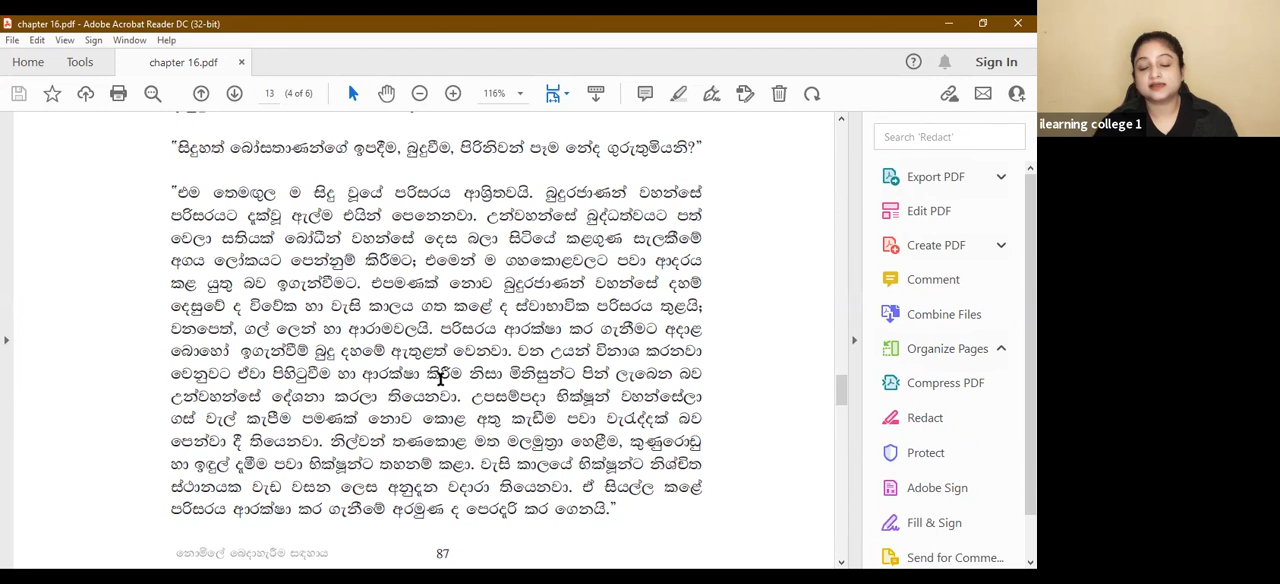 chapter 16.pdf - Adobe Acrobat Reader DC (32-bit)
File Edit View Sign Window Help
Home Tools chapter 16.pdf × Sign In
13 (4 of 6) 116%
Search 'Redact'
"සිදුහත් බෝසතාණන්ගේ ඉපදීම, බුදුවීම, පිරිනිවන් පෑම නේද ගුරුතුමියනි?"
"එම තෙමඟුල ම සිදු වූයේ පරිසරය ආශ්‍රිතවයි. බුදුරජාණන් වහන්සේ
පරිසරයට දැක්වූ ඇල්ම එයින් පෙනෙනවා. උන්වහන්සේ බුද්ධත්වයට පත්
වෙලා සතියක් බෝධීන් වහන්සේ දෙස බලා සිටියේ කළගුණ සැලකීමේ
අගය ලෝකයට පෙන්නුම් කිරීමට; එමෙන් ම ගහකොළවලට පවා ආදරය
කළ යුතු බව ඉගැන්වීමට. එපමණක් නොව බුදුරජාණන් වහන්සේ දහම්
දෙසුවේ ද විවේක හා වැසි කාලය ගත කළේ ද ස්වාභාවික පරිසරය තුළයි;
වනපෙත්, ගල් ලෙන් හා ආරාමවලයි. පරිසරය ආරක්ෂා කර ගැනීමට අදාළ
බොහෝ ඉගැන්වීම් බුදු දහමේ ඇතුළත් වෙනවා. වන උයන් විනාශ කරනවා
වෙනුවට ඒවා පිහිටුවීම හා ආරක්ෂා කිරීම නිසා මිනිසුන්ට පින් ලැබෙන බව
උන්වහන්සේ දේශනා කරලා තියෙනවා. උපසම්පදා භික්ෂූන් වහන්සේලා
ගස් වැල් කැපීම පමණක් නොව කොළ අතු කැඩීම පවා වැරැද්දක් බව
පෙන්වා දී තියෙනවා. නිල්වන් තණකොළ මත මලමුත්‍රා හෙළීම, කුණුරොඩු
හා ඉඳුල් දැමීම පවා භික්ෂූන්ට තහනම් කළා. වැසි කාලයේ භික්ෂූන්ට නිශ්චිත
ස්ථානයක වැඩ වසන ලෙස අනුදැන වදාරා තියෙනවා. ඒ සියල්ල කළේ
පරිසරය ආරක්ෂා කර ගැනීමේ අරමුණ ද පෙරදැරි කර ගෙනයි."
නොමිලේ බෙදාහැරීම සඳහාය 87
Export PDF
Edit PDF
Create PDF
Comment
Combine Files
Organize Pages
Compress PDF
Redact
Protect
Adobe Sign
Fill & Sign
Send for Comme...
ilearning college 1